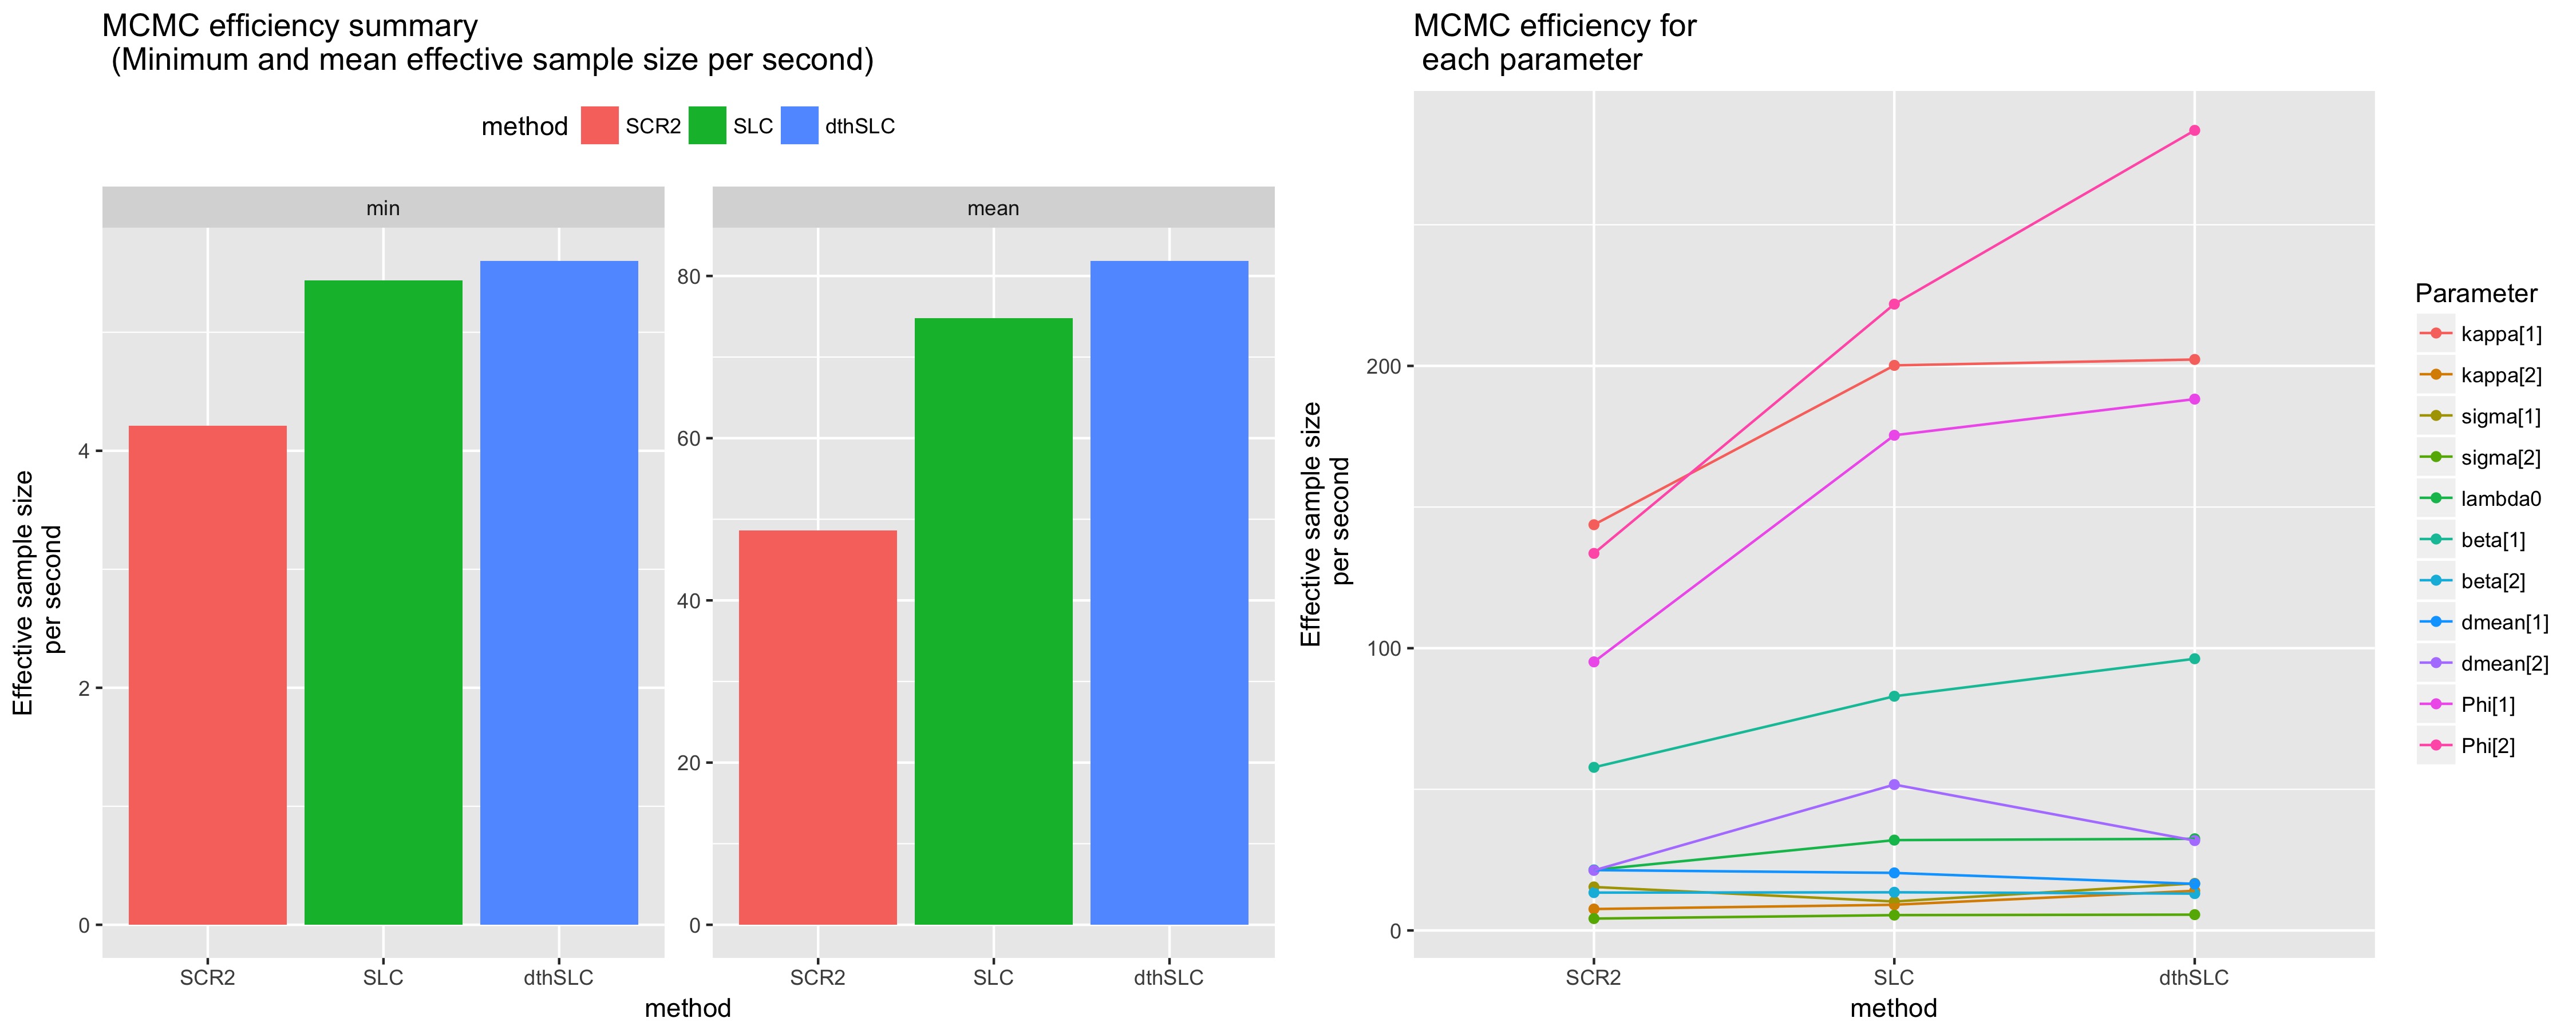 MCMC efficiency summary
(Minimum and mean effective sample size per second)
method SCR2 SLC dthSLC
min
mean
Effective sample size
per second
4
2
0
80
60
40
20
0
SCR2 SLC dthSLC
SCR2 SLC dthSLC
method
MCMC efficiency for
each parameter
Effective sample size
per second
200
100
0
SCR2 SLC dthSLC
method
Parameter
kappa[1]
kappa[2]
sigma[1]
sigma[2]
lambda0
beta[1]
beta[2]
dmean[1]
dmean[2]
Phi[1]
Phi[2]